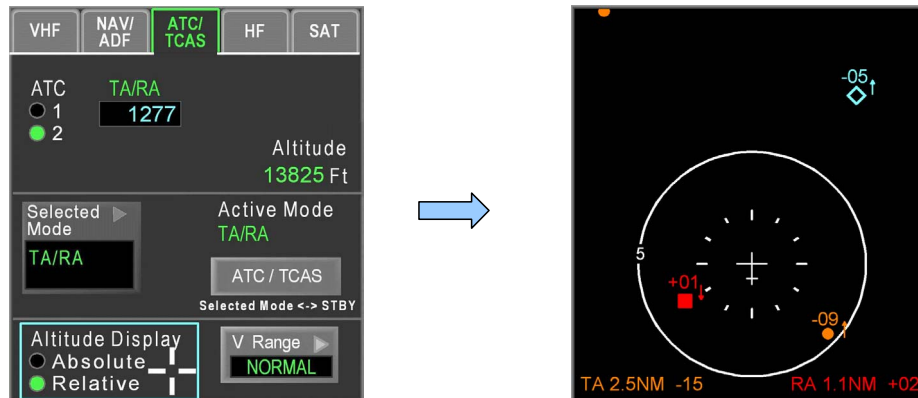 VHF
NAV/
ADF
ATC/
TCAS
HF
SAT
ATC
1
2
TA/RA
1277
Altitude
13825 Ft
Selected
Mode
TA/RA
Active Mode
TA/RA
ATC / TCAS
Selected Mode <-> STBY
Altitude Display
Absolute
Relative
V Range
NORMAL
-05
5
+01
-09
TA 2.5NM -15
RA 1.1NM +02